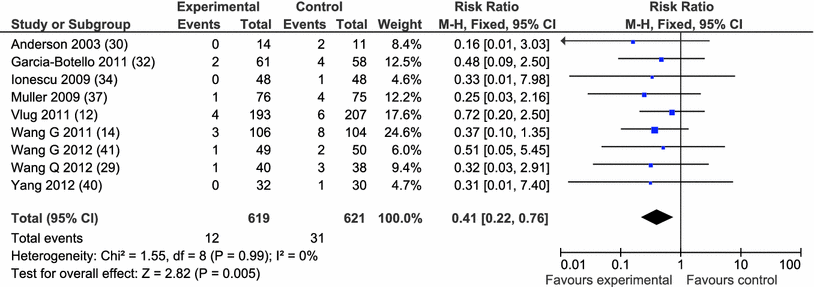 Experimental Control Risk Ratio Risk Ratio
Study or Subgroup Events Total Events Total Weight M-H, Fixed, 95% CI M-H, Fixed, 95% CI
Anderson 2003 (30) 0 14 2 11 8.4% 0.16 [0.01, 3.03]
Garcia-Botello 2011 (32) 2 61 4 58 12.5% 0.48 [0.09, 2.50]
Ionescu 2009 (34) 0 48 1 48 4.6% 0.33 [0.01, 7.98]
Muller 2009 (37) 1 76 4 75 12.2% 0.25 [0.03, 2.16]
Vlug 2011 (12) 4 193 6 207 17.6% 0.72 [0.20, 2.50]
Wang G 2011 (14) 3 106 8 104 24.6% 0.37 [0.10, 1.35]
Wang G 2012 (41) 1 49 2 50 6.0% 0.51 [0.05, 5.45]
Wang Q 2012 (29) 1 40 3 38 9.4% 0.32 [0.03, 2.91]
Yang 2012 (40) 0 32 1 30 4.7% 0.31 [0.01, 7.40]
Total (95% CI) 619 621 100.0% 0.41 [0.22, 0.76]
Total events 12 31
Heterogeneity: Chi² = 1.55, df = 8 (P = 0.99); I² = 0%
Test for overall effect: Z = 2.82 (P = 0.005)
0.01 0.1 1 10 100
Favours experimental Favours control